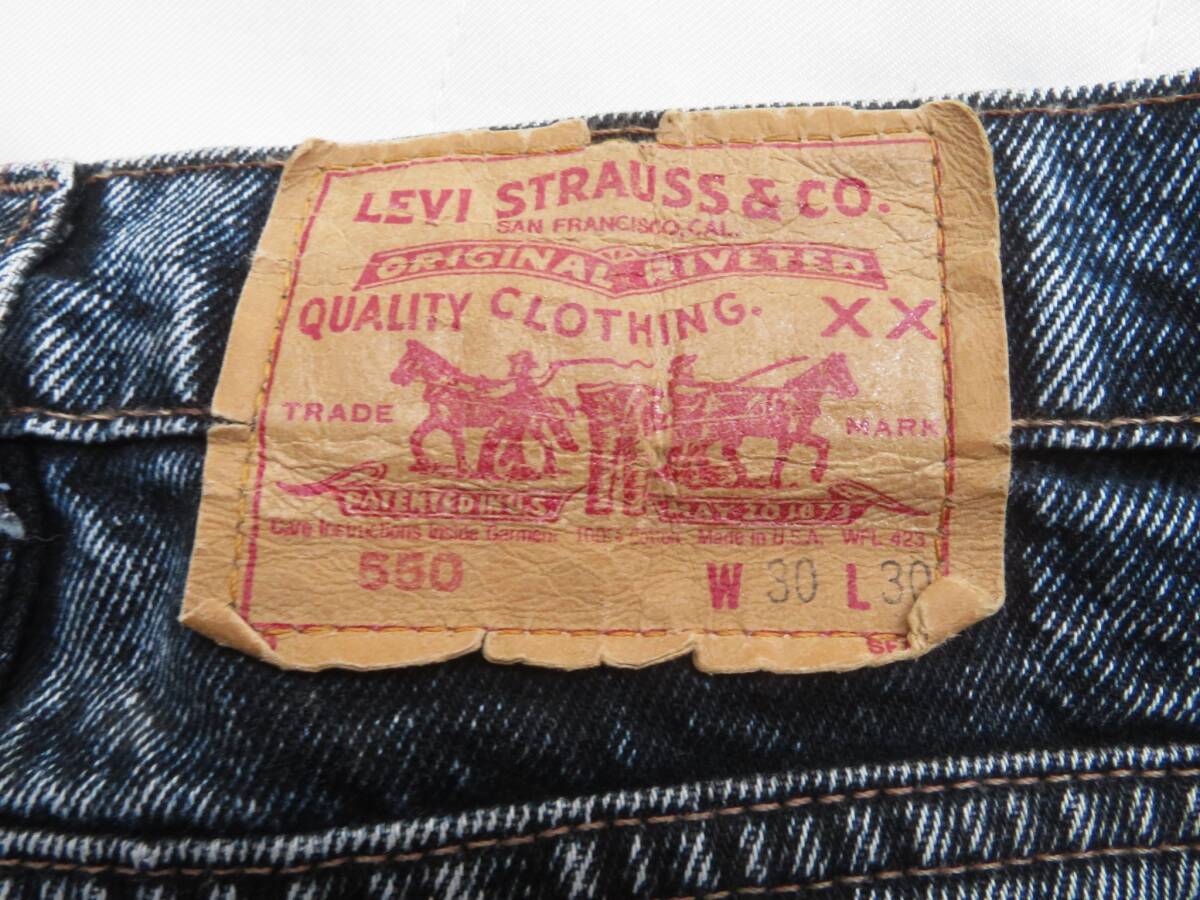 LEVI STRAUSS & CO.
SAN FRANCISCO, CAL.
ORIGINAL RIVETED
QUALITY CLOTHING. XX
TRADE MARK
PATENTED IN U.S. MAY 20 1873
Care Instructions Inside Garment 100% Cotton Made in U.S.A. WPL 423
550 W 30 L 30